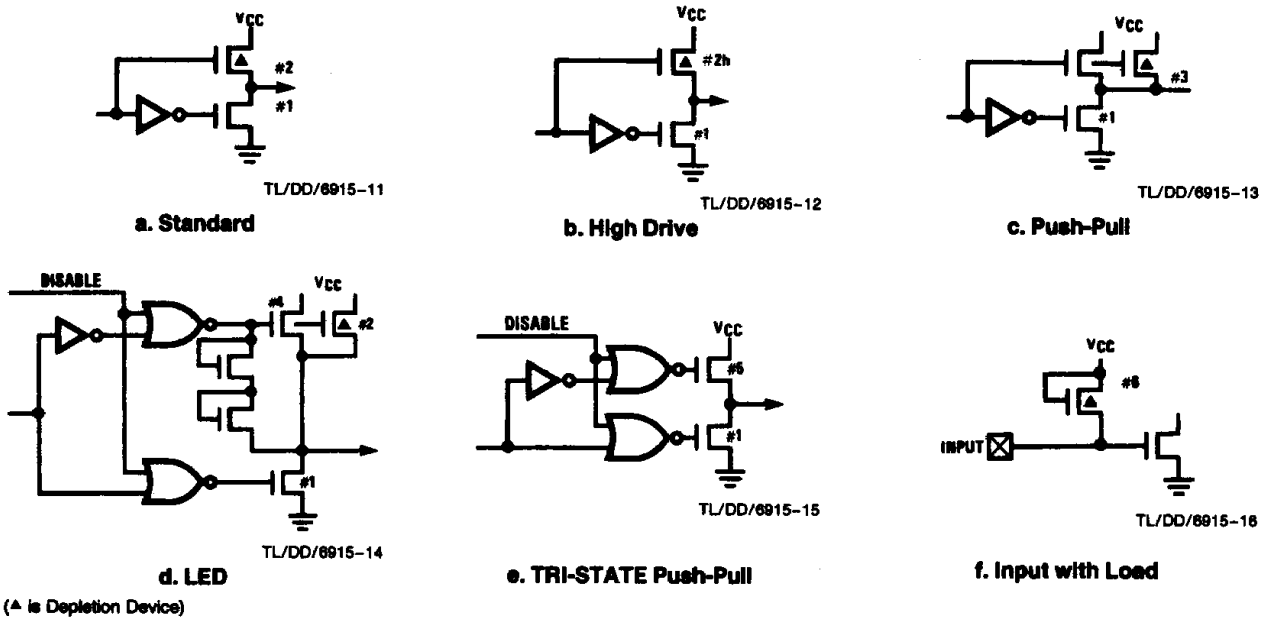 VCC
#2
#1
TL/DD/6915-11
a. Standard
VCC
#2h
#1
TL/DD/6915-12
b. High Drive
VCC
#3
#1
TL/DD/6915-13
c. Push-Pull
DISABLE
VCC
#4
#2
#1
TL/DD/6915-14
d. LED
(▲ is Depletion Device)
DISABLE
VCC
#5
#1
TL/DD/6915-15
e. TRI-STATE Push-Pull
VCC
#6
INPUT
TL/DD/6915-16
f. Input with Load